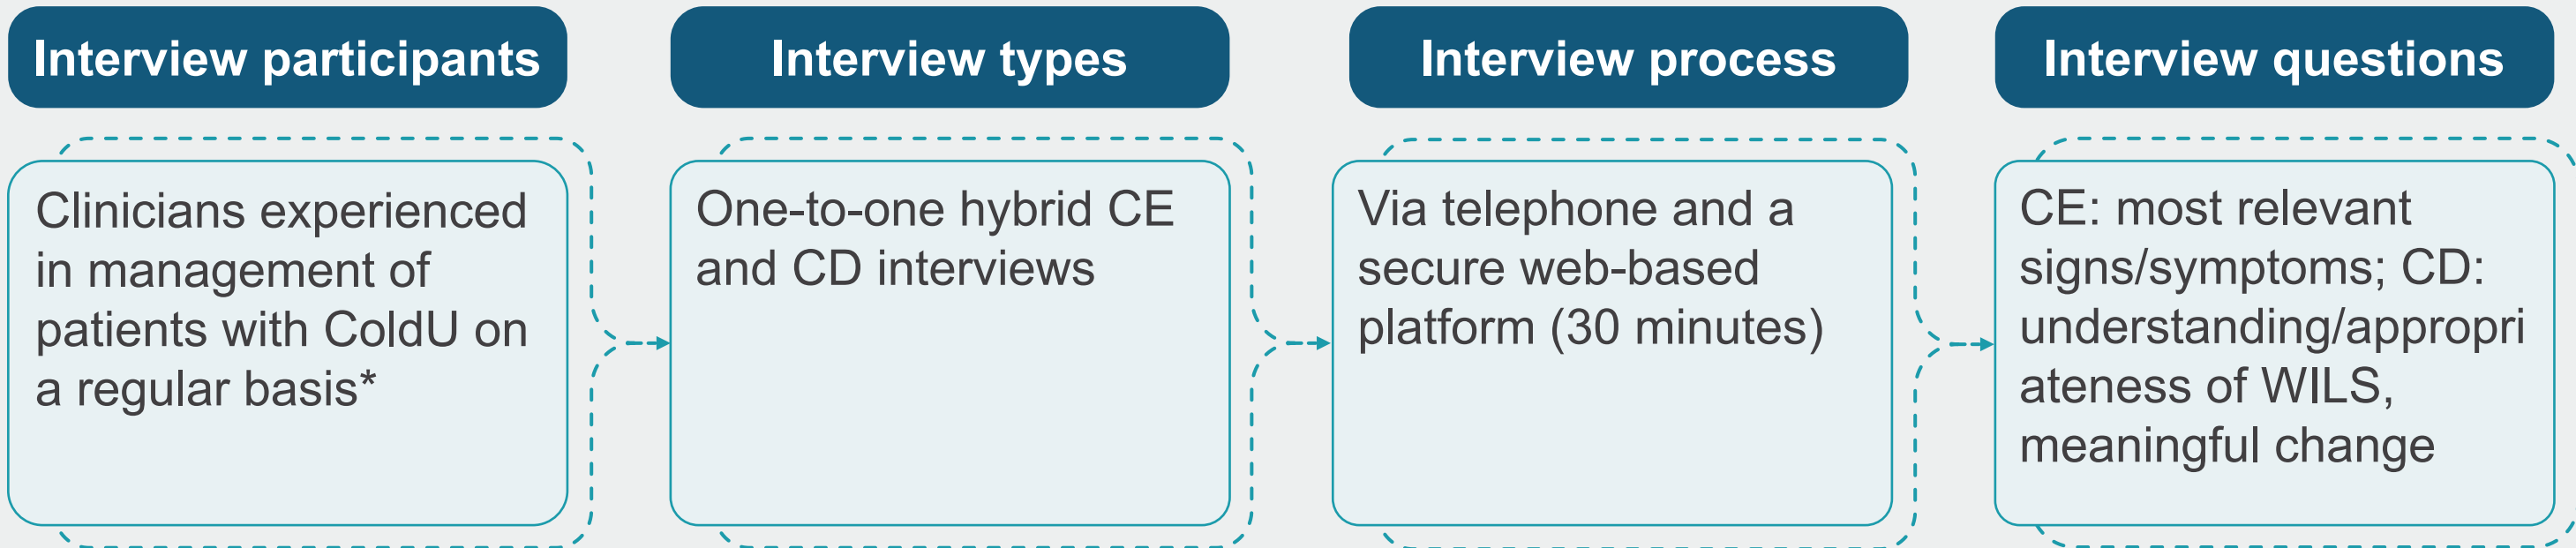 Interview participants
Clinicians experienced
in management of
patients with ColdU on
a regular basis*
Interview types
One-to-one hybrid CE
and CD interviews
Interview process
Via telephone and a
secure web-based
platform (30 minutes)
Interview questions
CE: most relevant
signs/symptoms; CD:
understanding/appropri
ateness of WILS,
meaningful change